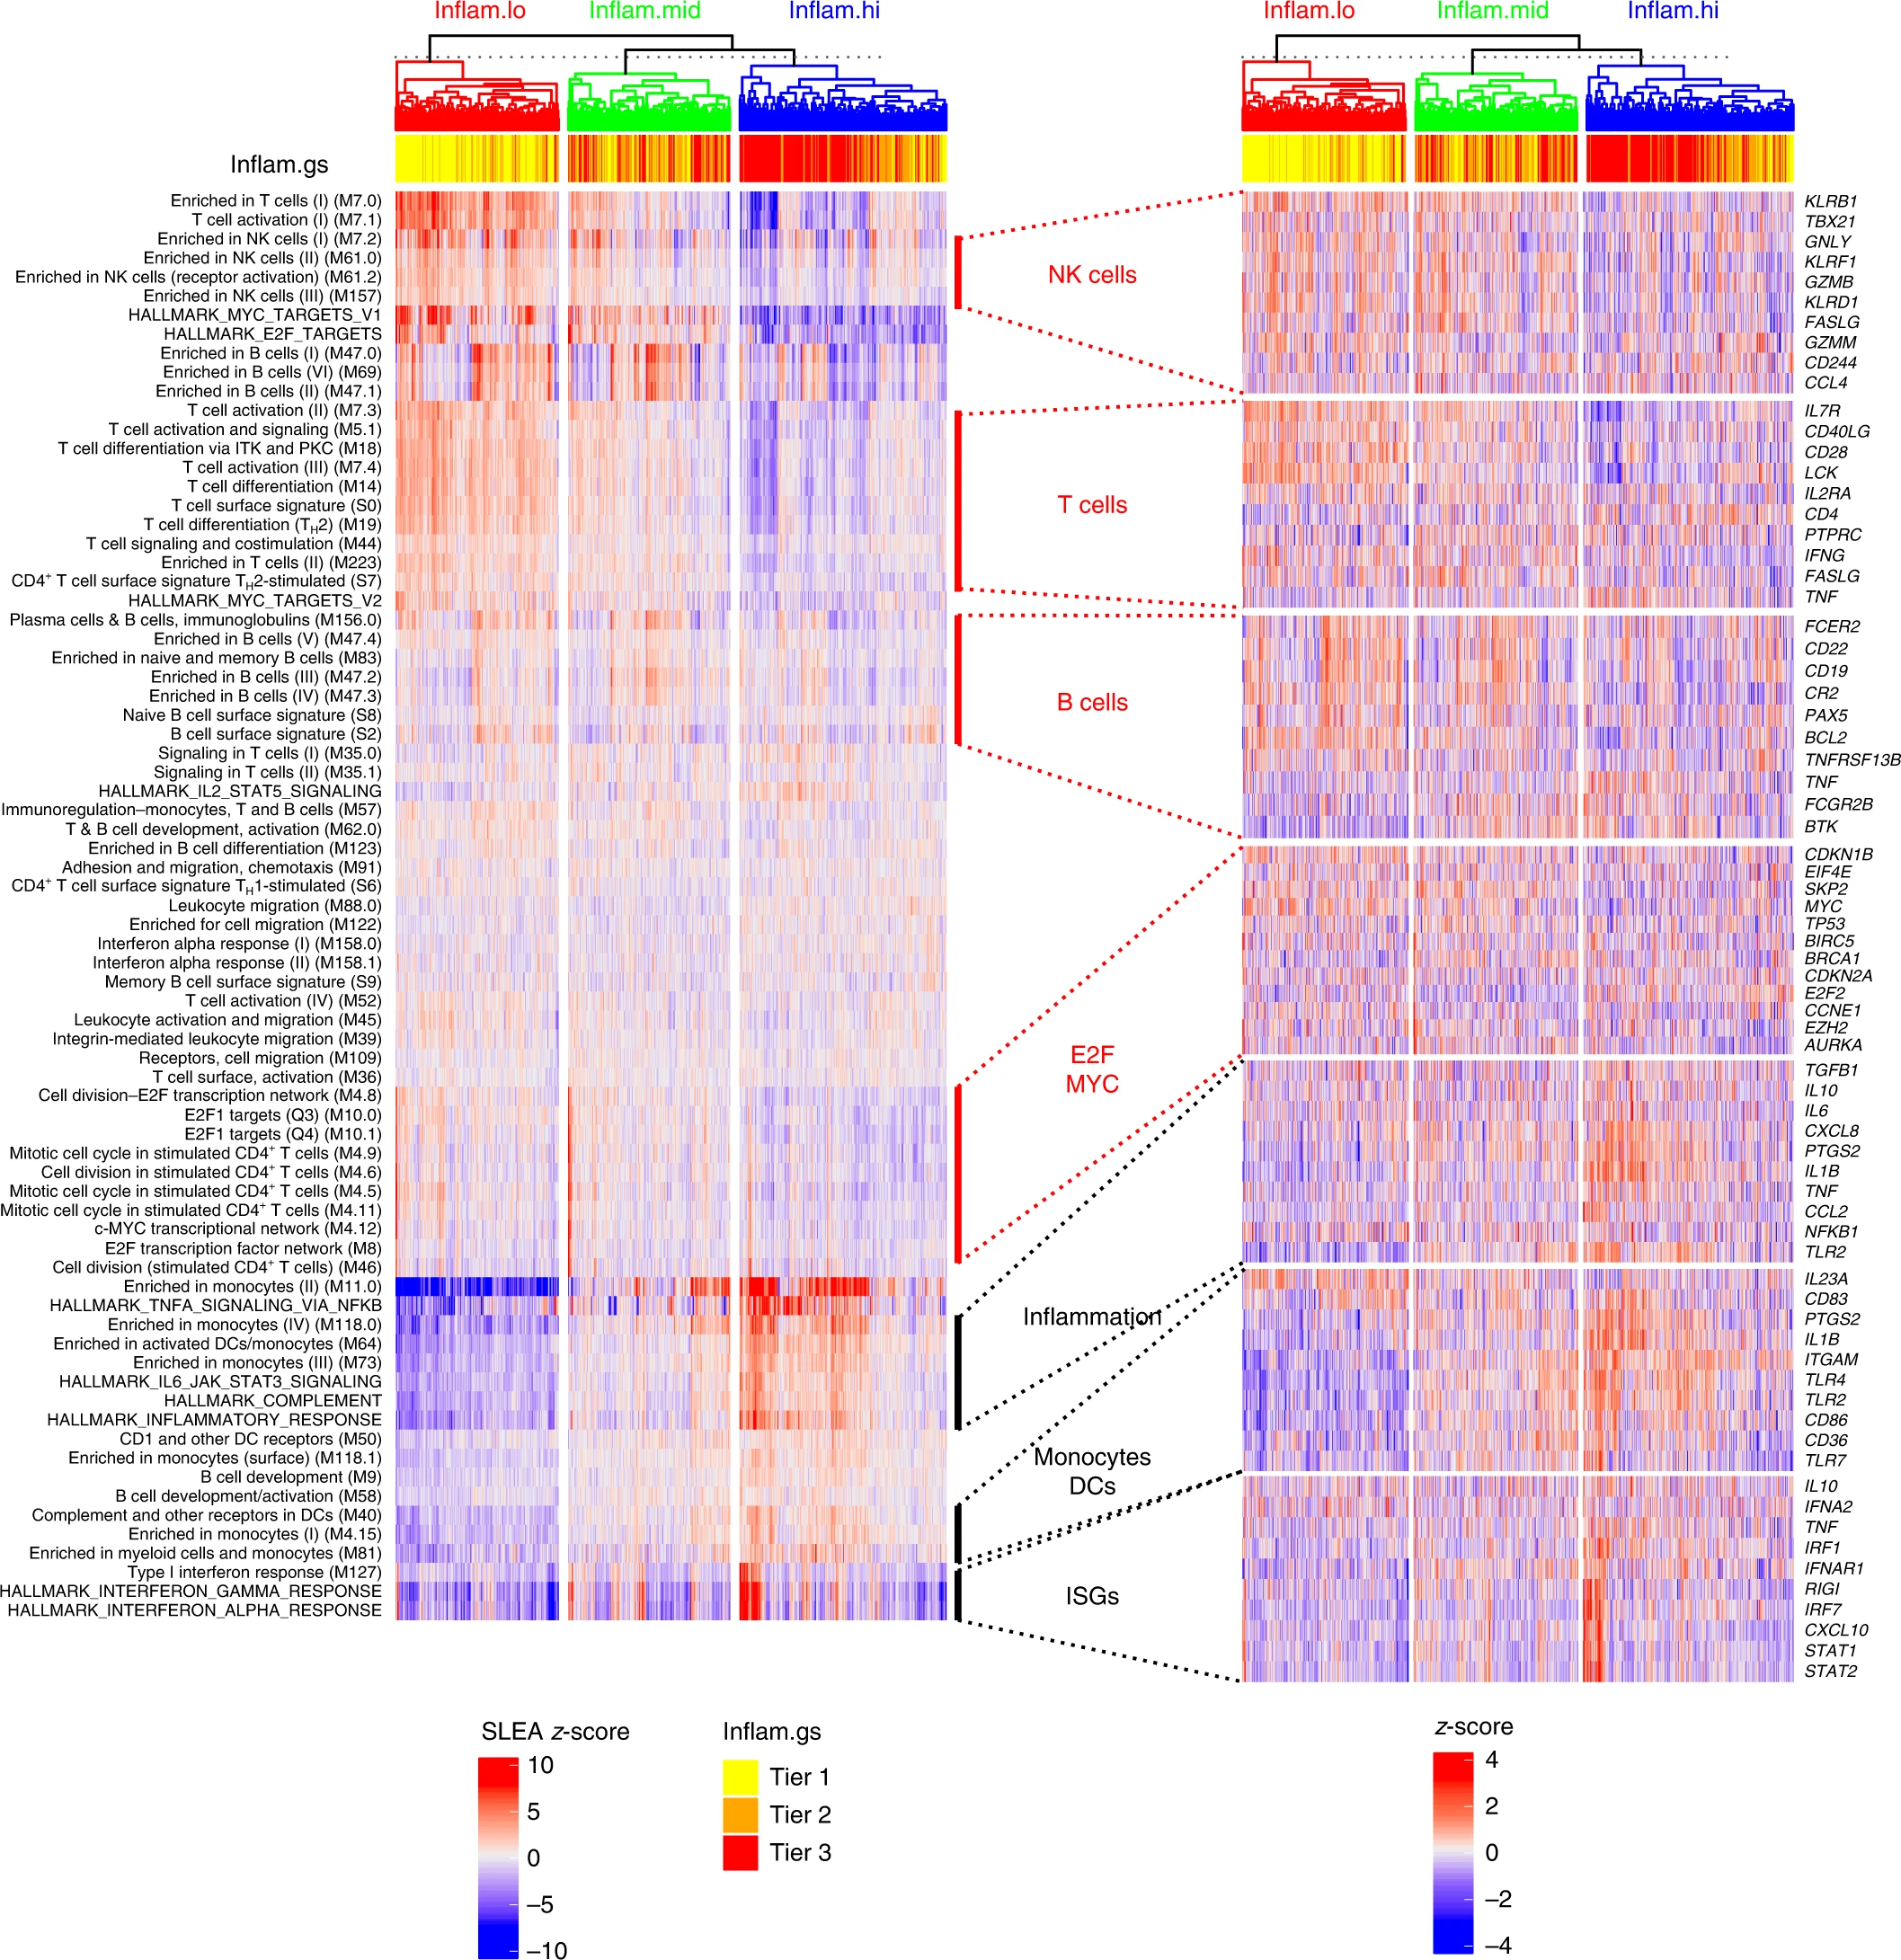 Inflam.lo Inflam.mid Inflam.hi
Inflam.lo Inflam.mid Inflam.hi
Inflam.gs
Enriched in T cells (I) (M7.0)
T cell activation (I) (M7.1)
Enriched in NK cells (I) (M7.2)
Enriched in NK cells (II) (M61.0)
Enriched in NK cells (receptor activation) (M61.2)
Enriched in NK cells (III) (M157)
HALLMARK_MYC_TARGETS_V1
HALLMARK_E2F_TARGETS
Enriched in B cells (I) (M47.0)
Enriched in B cells (VI) (M69)
Enriched in B cells (II) (M47.1)
T cell activation (II) (M7.3)
T cell activation and signaling (M5.1)
T cell differentiation via ITK and PKC (M18)
T cell activation (III) (M7.4)
T cell differentiation (M14)
T cell surface signature (S0)
T cell differentiation (TH2) (M19)
T cell signaling and costimulation (M44)
Enriched in T cells (II) (M223)
CD4+ T cell surface signature TH2-stimulated (S7)
HALLMARK_MYC_TARGETS_V2
Plasma cells & B cells, immunoglobulins (M156.0)
Enriched in B cells (V) (M47.4)
Enriched in naive and memory B cells (M83)
Enriched in B cells (III) (M47.2)
Enriched in B cells (IV) (M47.3)
Naive B cell surface signature (S8)
B cell surface signature (S2)
Signaling in T cells (I) (M35.0)
Signaling in T cells (II) (M35.1)
HALLMARK_IL2_STAT5_SIGNALING
Immunoregulation–monocytes, T and B cells (M57)
T & B cell development, activation (M62.0)
Enriched in B cell differentiation (M123)
Adhesion and migration, chemotaxis (M91)
CD4+ T cell surface signature TH1-stimulated (S6)
Leukocyte migration (M88.0)
Enriched for cell migration (M122)
Interferon alpha response (I) (M158.0)
Interferon alpha response (II) (M158.1)
Memory B cell surface signature (S9)
T cell activation (IV) (M52)
Leukocyte activation and migration (M45)
Integrin-mediated leukocyte migration (M39)
Receptors, cell migration (M109)
T cell surface, activation (M36)
Cell division–E2F transcription network (M4.8)
E2F1 targets (Q3) (M10.0)
E2F1 targets (Q4) (M10.1)
Mitotic cell cycle in stimulated CD4+ T cells (M4.9)
Cell division in stimulated CD4+ T cells (M4.6)
Mitotic cell cycle in stimulated CD4+ T cells (M4.5)
Mitotic cell cycle in stimulated CD4+ T cells (M4.11)
c-MYC transcriptional network (M4.12)
E2F transcription factor network (M8)
Cell division (stimulated CD4+ T cells) (M46)
Enriched in monocytes (II) (M11.0)
HALLMARK_TNFA_SIGNALING_VIA_NFKB
Enriched in monocytes (IV) (M118.0)
Enriched in activated DCs/monocytes (M64)
Enriched in monocytes (III) (M73)
HALLMARK_IL6_JAK_STAT3_SIGNALING
HALLMARK_COMPLEMENT
HALLMARK_INFLAMMATORY_RESPONSE
CD1 and other DC receptors (M50)
Enriched in monocytes (surface) (M118.1)
B cell development (M9)
B cell development/activation (M58)
Complement and other receptors in DCs (M40)
Enriched in monocytes (I) (M4.15)
Enriched in myeloid cells and monocytes (M81)
Type I interferon response (M127)
HALLMARK_INTERFERON_GAMMA_RESPONSE
HALLMARK_INTERFERON_ALPHA_RESPONSE
NK cells
T cells
B cells
E2F
MYC
Inflammation
Monocytes
DCs
ISGs
KLRB1
TBX21
GNLY
KLRF1
GZMB
KLRD1
FASLG
GZMM
CD244
CCL4
IL7R
CD40LG
CD28
LCK
IL2RA
CD4
PTPRC
IFNG
FASLG
TNF
FCER2
CD22
CD19
CR2
PAX5
BCL2
TNFRSF13B
TNF
FCGR2B
BTK
CDKN1B
EIF4E
SKP2
MYC
TP53
BIRC5
BRCA1
CDKN2A
E2F2
CCNE1
EZH2
AURKA
TGFB1
IL10
IL6
CXCL8
PTGS2
IL1B
TNF
CCL2
NFKB1
TLR2
IL23A
CD83
PTGS2
IL1B
ITGAM
TLR4
TLR2
CD86
CD36
TLR7
IL10
IFNA2
TNF
IRF1
IFNAR1
RIGI
IRF7
CXCL10
STAT1
STAT2
SLEA z-score
10
5
0
–5
–10
Inflam.gs
Tier 1
Tier 2
Tier 3
z-score
4
2
0
–2
–4